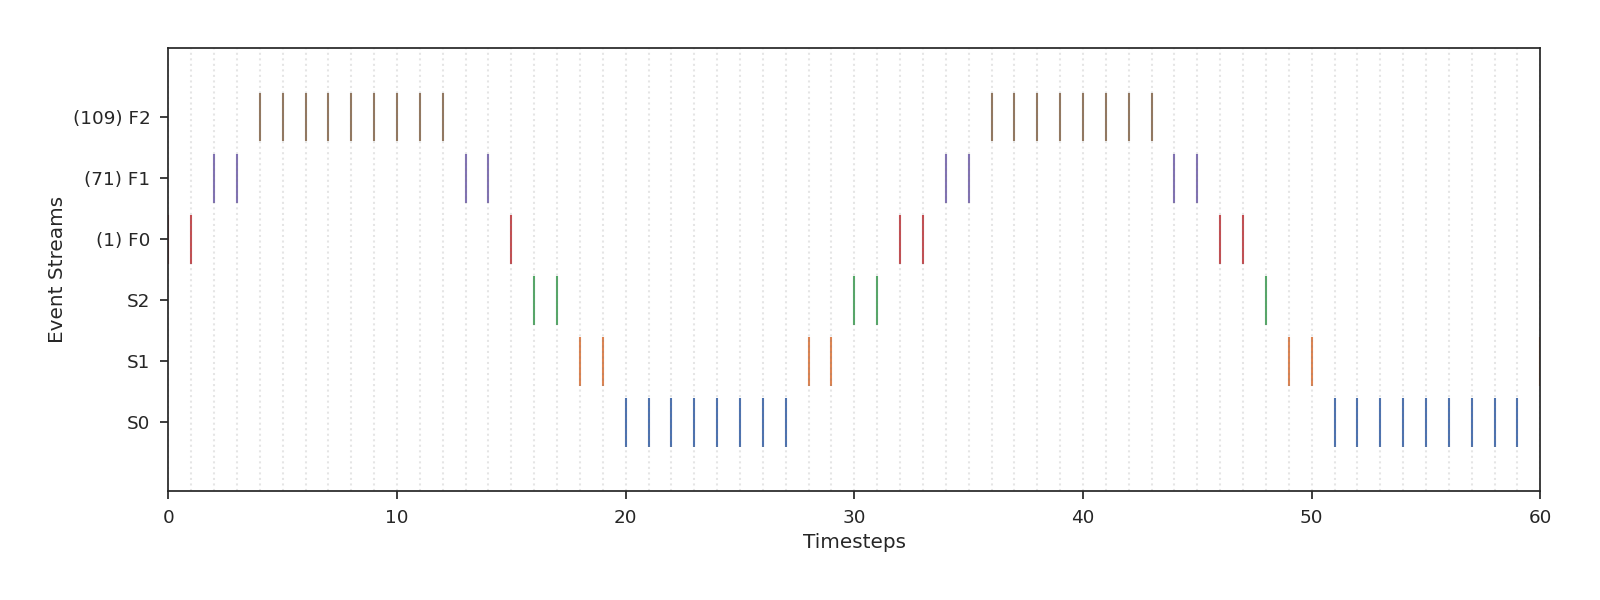 (109) F2
(71) F1
(1) F0
S2
S1
S0
Event Streams
0 10 20 30 40 50 60
Timesteps